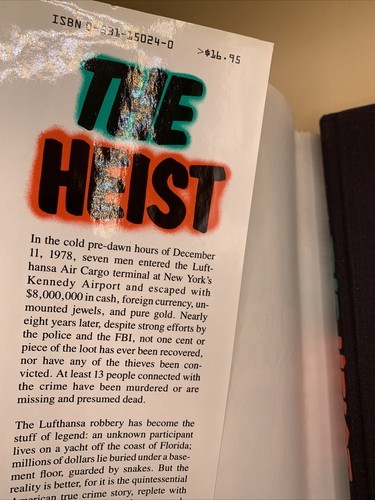 ISBN 0-531-15024-0
>$16.95
THE
HEIST
In the cold pre-dawn hours of December
11, 1978, seven men entered the Luft-
hansa Air Cargo terminal at New York's
Kennedy Airport and escaped with
$8,000,000 in cash, foreign currency, un-
mounted jewels, and pure gold. Nearly
eight years later, despite strong efforts by
the police and the FBI, not one cent or
piece of the loot has ever been recovered,
nor have any of the thieves been con-
victed. At least 13 people connected with
the crime have been murdered or are
missing and presumed dead.
The Lufthansa robbery has become the
stuff of legend: an unknown participant
lives on a yacht off the coast of Florida;
millions of dollars lie buried under a base-
ment floor, guarded by snakes. But the
reality is better, for it is the quintessential
American true crime story, replete with